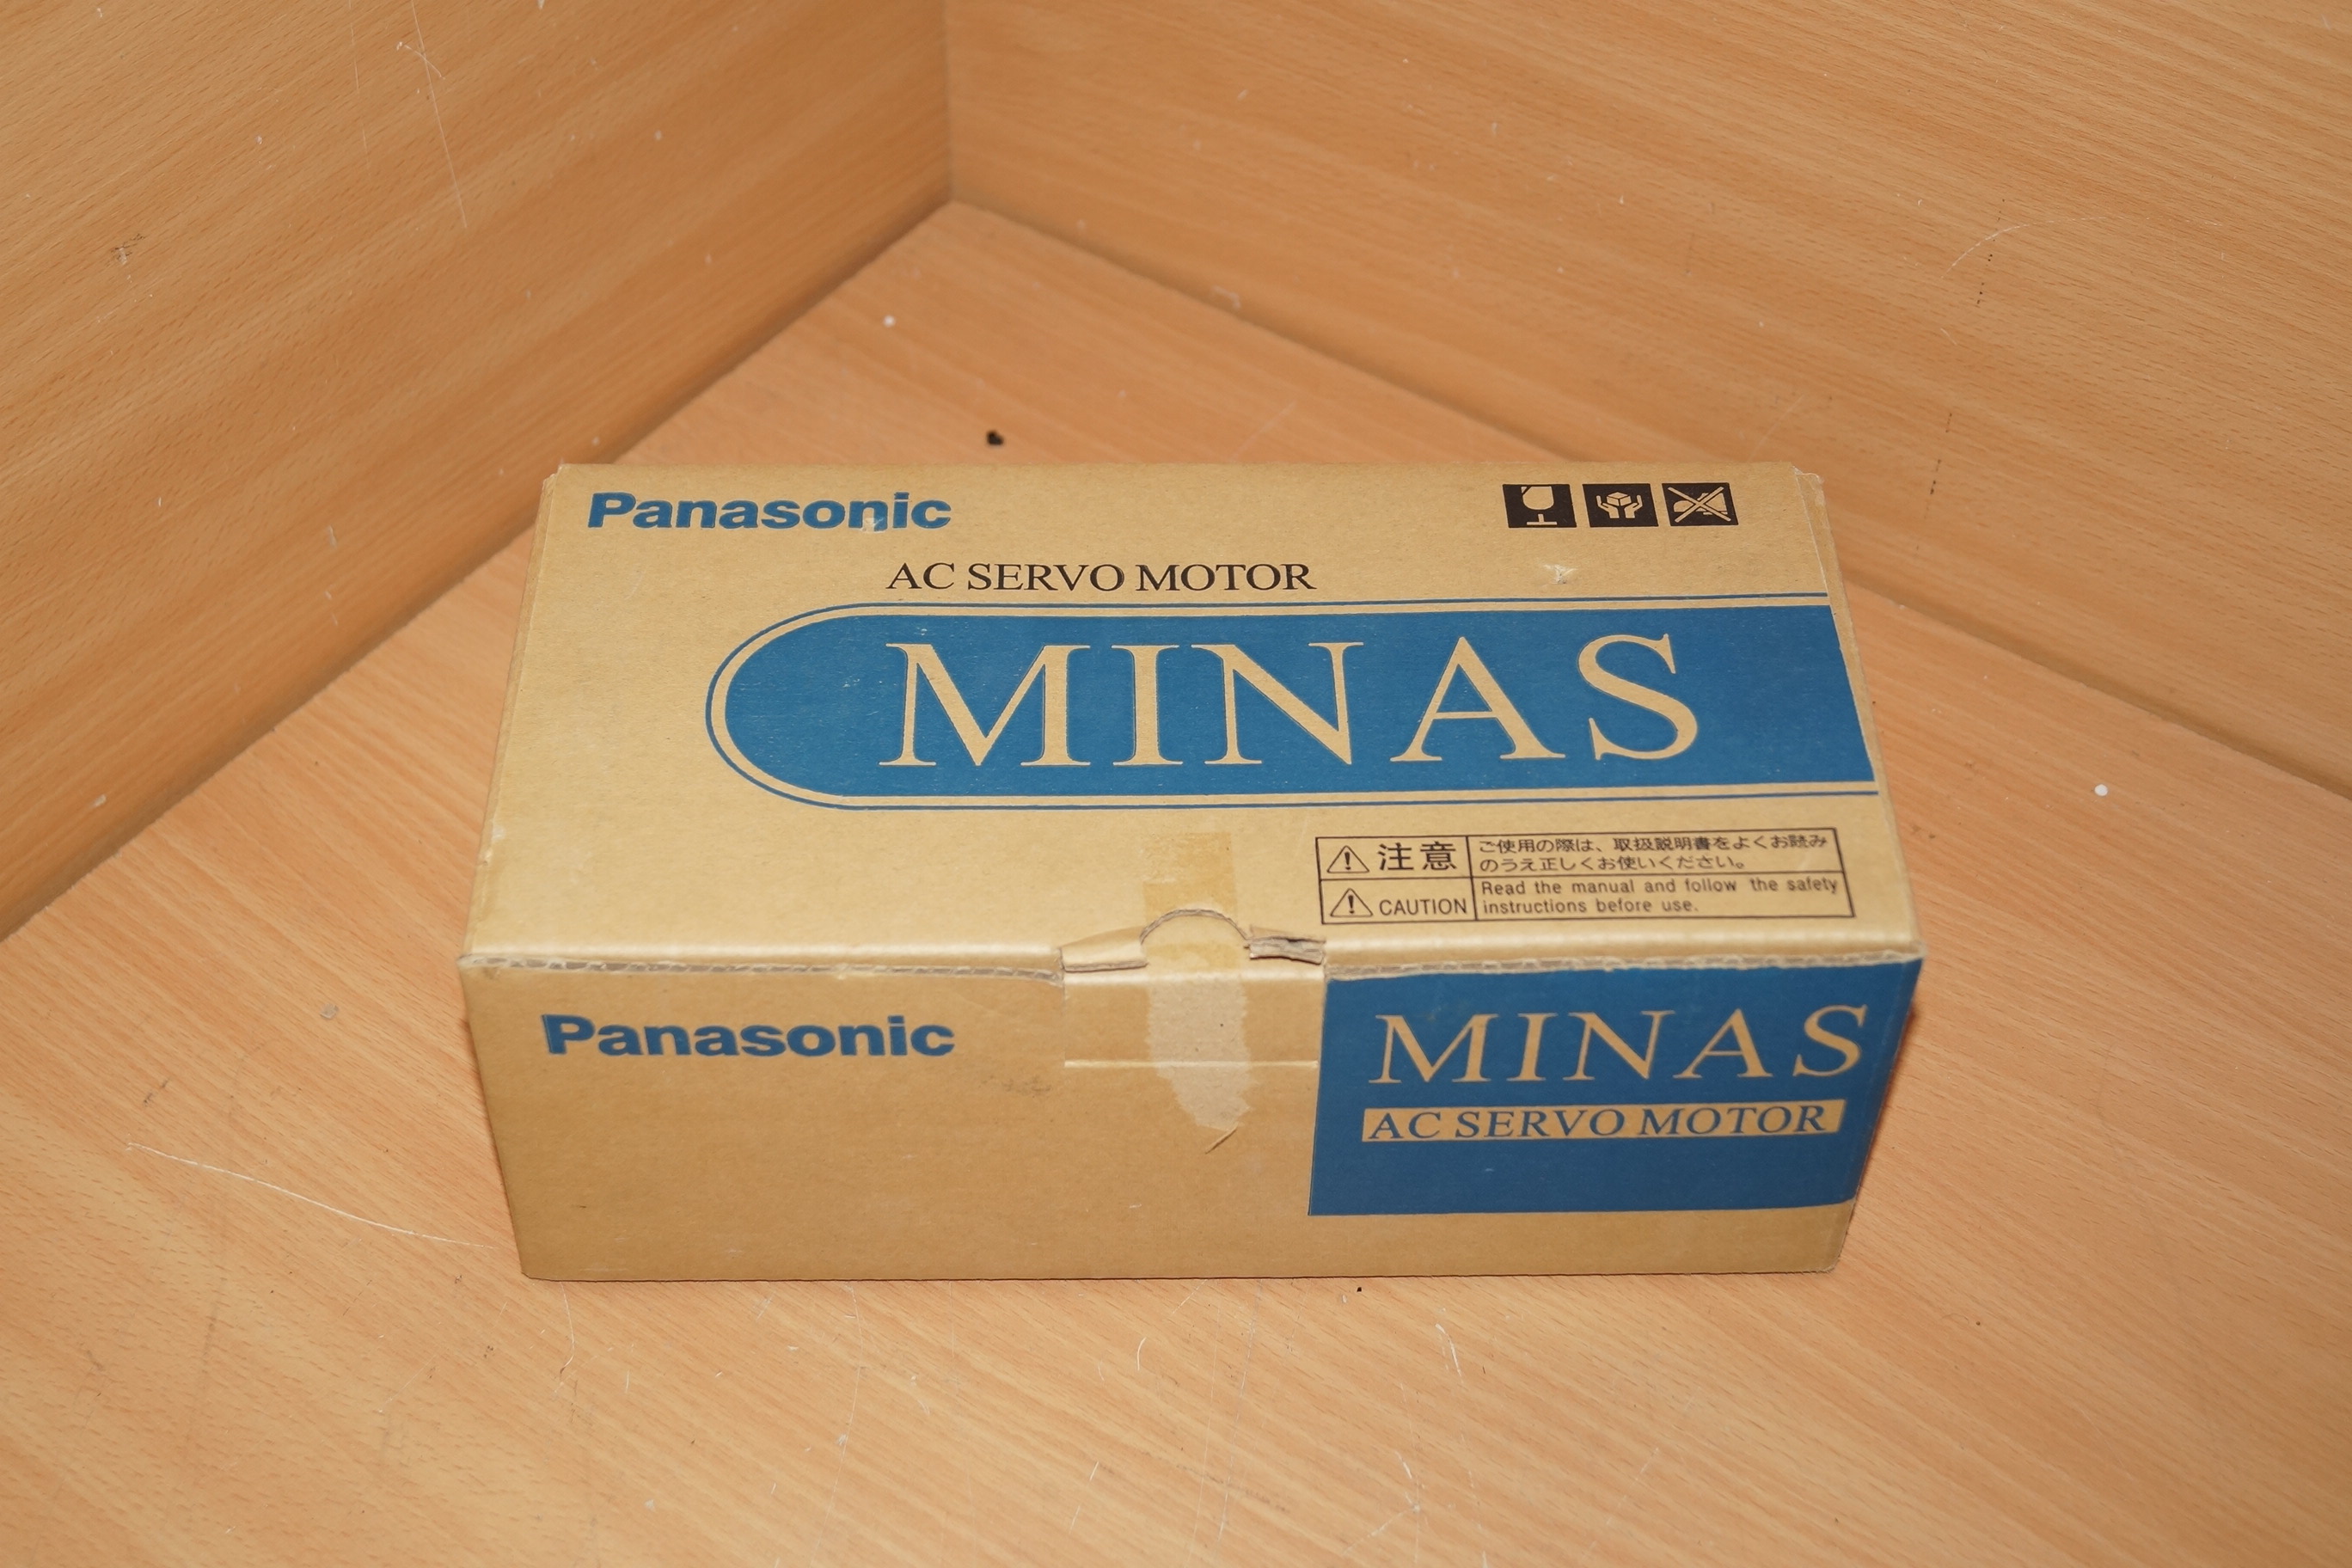 Panasonic
AC SERVO MOTOR
MINAS
注意
ご使用の際は、取扱説明書をよくお読み
のうえ正しくお使いください。
CAUTION
Read the manual and follow the safety
instructions before use.
Panasonic
MINAS
AC SERVO MOTOR